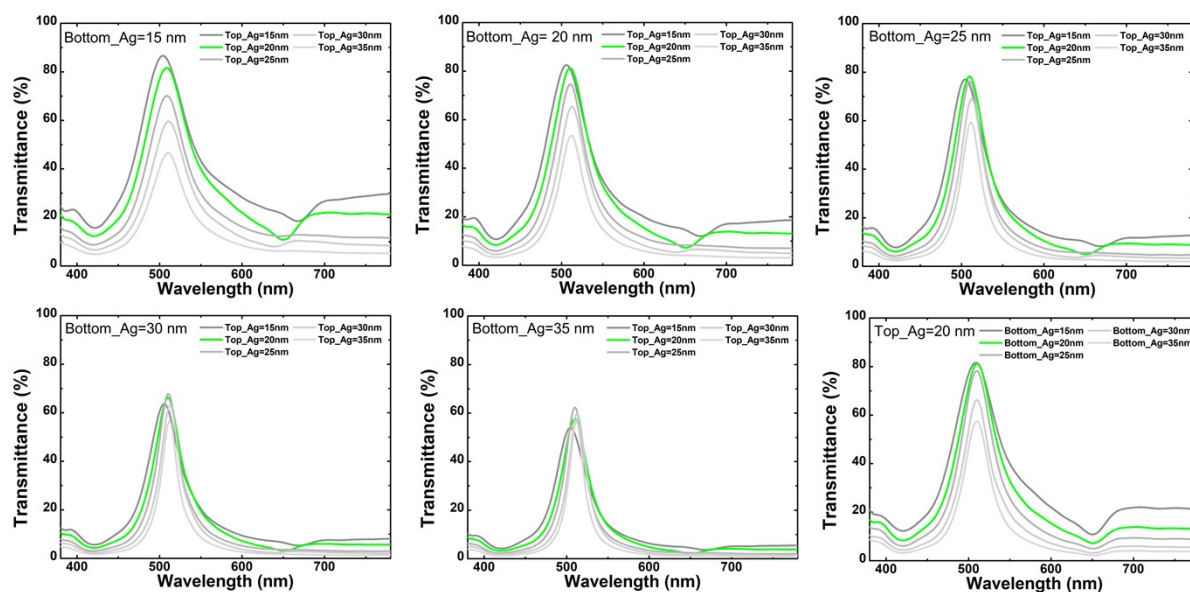 Bottom_Ag=15 nm
Top_Ag=15nm Top_Ag=30nm
Top_Ag=20nm Top_Ag=35nm
Top_Ag=25nm
100
80
60
40
20
0
Transmittance (%)
400 500 600 700
Wavelength (nm)
Bottom_Ag= 20 nm
Top_Ag=15nm Top_Ag=30nm
Top_Ag=20nm Top_Ag=35nm
Top_Ag=25nm
100
80
60
40
20
0
Transmittance (%)
400 500 600 700
Wavelength (nm)
Bottom_Ag=25 nm
Top_Ag=15nm Top_Ag=30nm
Top_Ag=20nm Top_Ag=35nm
Top_Ag=25nm
100
80
60
40
20
0
Transmittance (%)
400 500 600 700
Wavelength (nm)
Bottom_Ag=30 nm
Top_Ag=15nm Top_Ag=30nm
Top_Ag=20nm Top_Ag=35nm
Top_Ag=25nm
100
80
60
40
20
0
Transmittance (%)
400 500 600 700
Wavelength (nm)
Bottom_Ag=35 nm
Top_Ag=15nm Top_Ag=30nm
Top_Ag=20nm Top_Ag=35nm
Top_Ag=25nm
100
80
60
40
20
0
Transmittance (%)
400 500 600 700
Wavelength (nm)
Top_Ag=20 nm
Bottom_Ag=15nm Bottom_Ag=30nm
Bottom_Ag=20nm Bottom_Ag=35nm
Bottom_Ag=25nm
100
80
60
40
20
0
Transmittance (%)
400 500 600 700
Wavelength (nm)